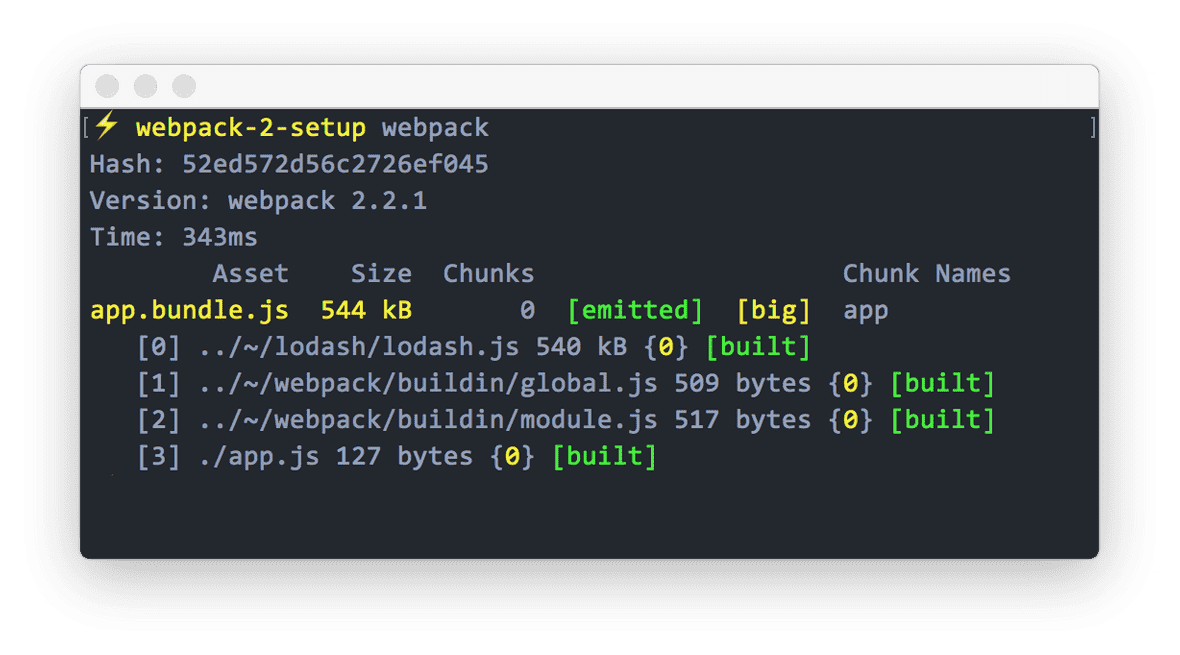 [⚡ webpack-2-setup webpack ]
Hash: 52ed572d56c2726ef045
Version: webpack 2.2.1
Time: 343ms
Asset Size Chunks Chunk Names
app.bundle.js 544 kB 0 [emitted] [big] app
[0] ../~/lodash/lodash.js 540 kB {0} [built]
[1] ../~/webpack/buildin/global.js 509 bytes {0} [built]
[2] ../~/webpack/buildin/module.js 517 bytes {0} [built]
[3] ./app.js 127 bytes {0} [built]